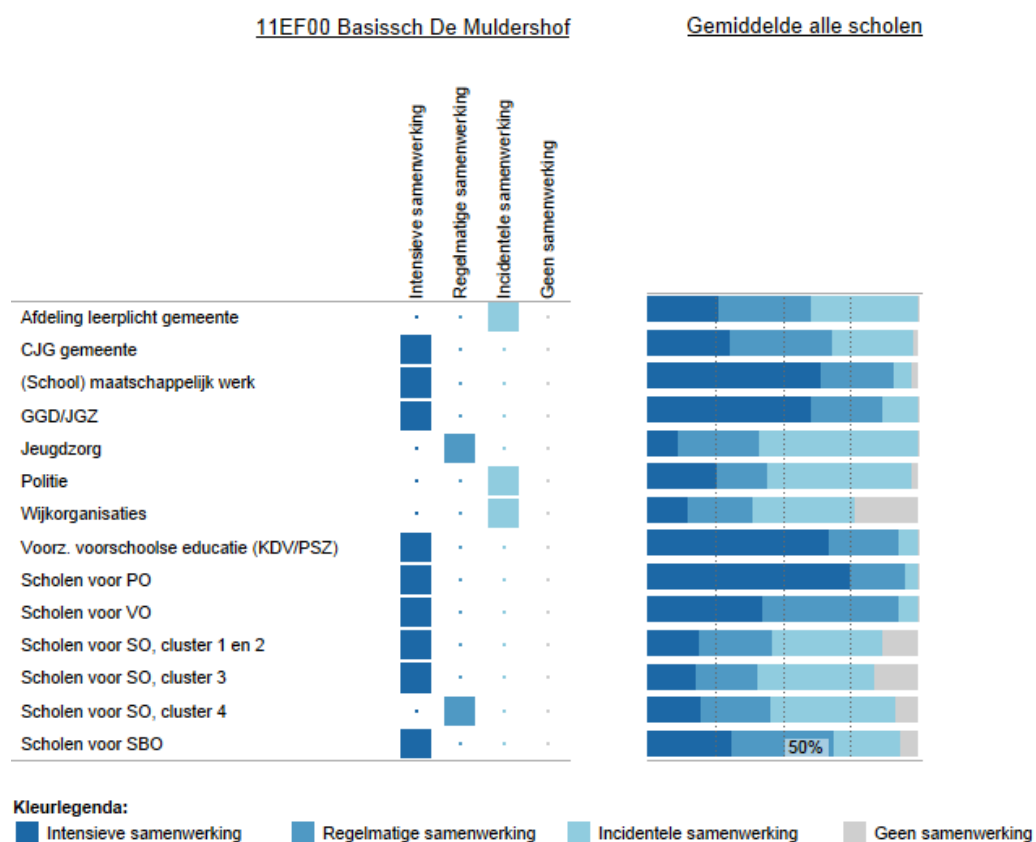 11EF00 Basissch De Muldershof
Gemiddelde alle scholen
Intensieve samenwerking
Regelmatige samenwerking
Incidentele samenwerking
Geen samenwerking
Afdeling leerplicht gemeente
CJG gemeente
(School) maatschappelijk werk
GGD/JGZ
Jeugdzorg
Politie
Wijkorganisaties
Voorz. voorschoolse educatie (KDV/PSZ)
Scholen voor PO
Scholen voor VO
Scholen voor SO, cluster 1 en 2
Scholen voor SO, cluster 3
Scholen voor SO, cluster 4
Scholen voor SBO
50%
Kleurlegenda:
Intensieve samenwerking
Regelmatige samenwerking
Incidentele samenwerking
Geen samenwerking